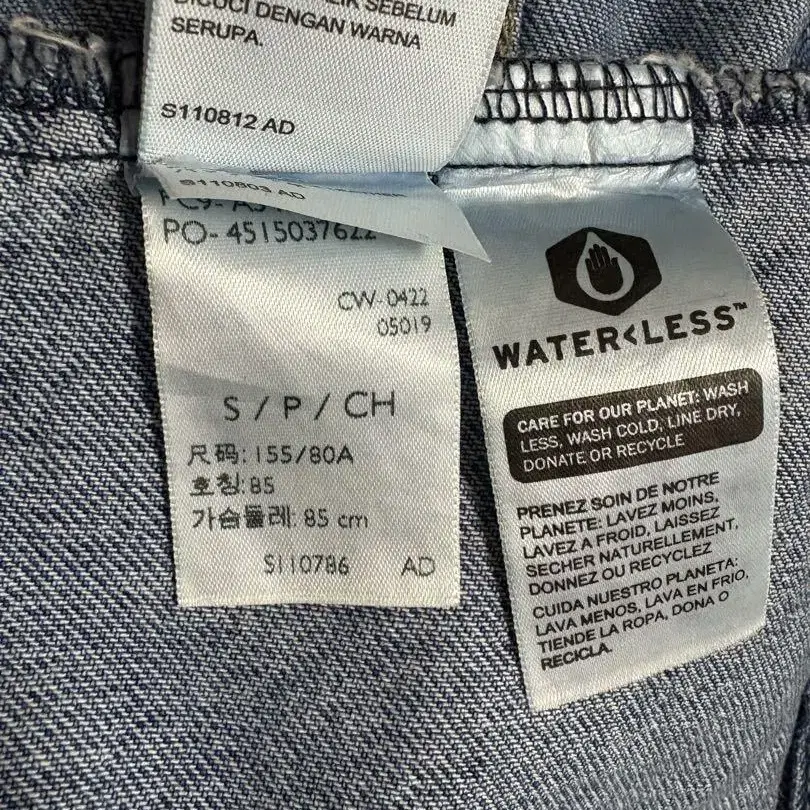 SEBELUM
DICUCI DENGAN WARNA
SERUPA.
S110812 AD
S110803 AD
PO- 4515037622
CW-0422
05019
S / P / CH
尺码: 155/80A
호칭: 85
가슴둘레: 85 cm
S110786 AD
WATER<LESS™
CARE FOR OUR PLANET: WASH
LESS, WASH COLD, LINE DRY,
DONATE OR RECYCLE
PRENEZ SOIN DE NOTRE
PLANETE: LAVEZ MOINS,
LAVEZ A FROID, LAISSEZ
SECHER NATURELLEMENT,
DONNEZ OU RECYCLEZ
CUIDA NUESTRO PLANETA:
LAVA MENOS, LAVA EN FRIO,
TIENDE LA ROPA, DONA O
RECICLA.